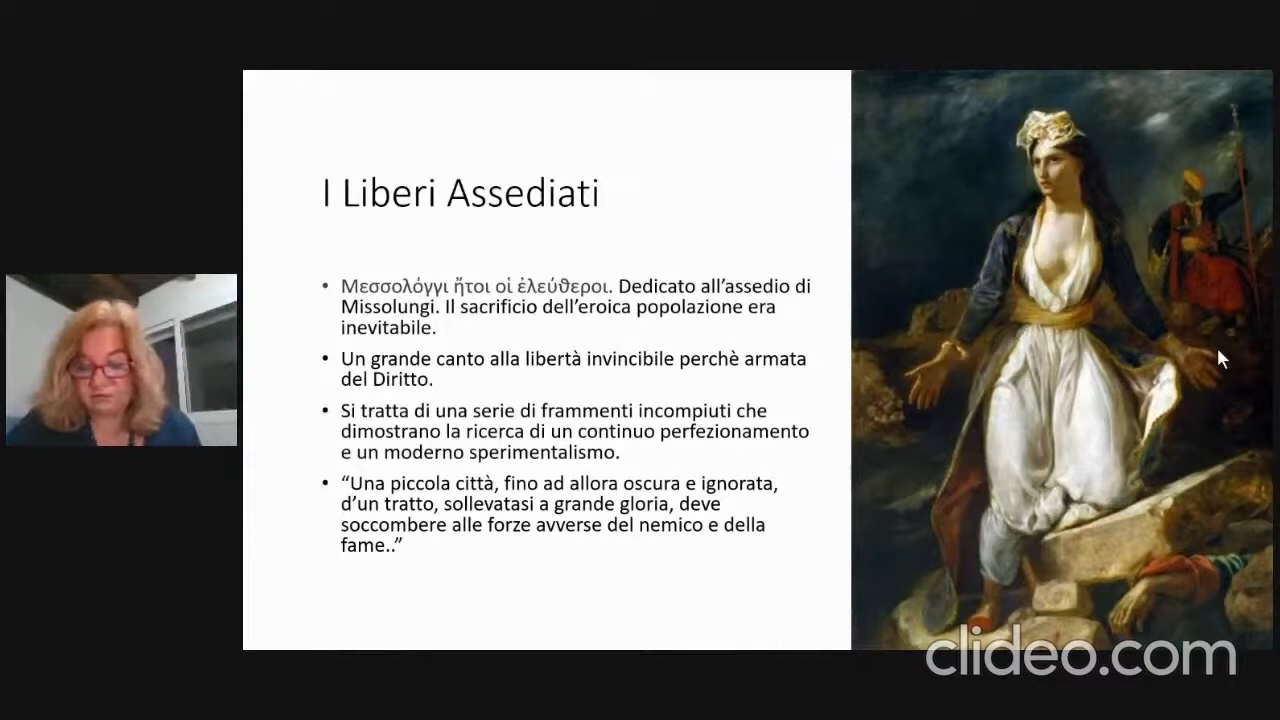 I Liberi Assediati
• Μεσσολόγγι ἤτοι οἱ ἐλεύθεροι. Dedicato all’assedio di
Missolungi. Il sacrificio dell’eroica popolazione era
inevitabile.
• Un grande canto alla libertà invincibile perchè armata
del Diritto.
• Si tratta di una serie di frammenti incompiuti che
dimostrano la ricerca di un continuo perfezionamento
e un moderno sperimentalismo.
• “Una piccola città, fino ad allora oscura e ignorata,
d’un tratto, sollevatasi a grande gloria, deve
soccombere alle forze avverse del nemico e della
fame..”
clideo.com